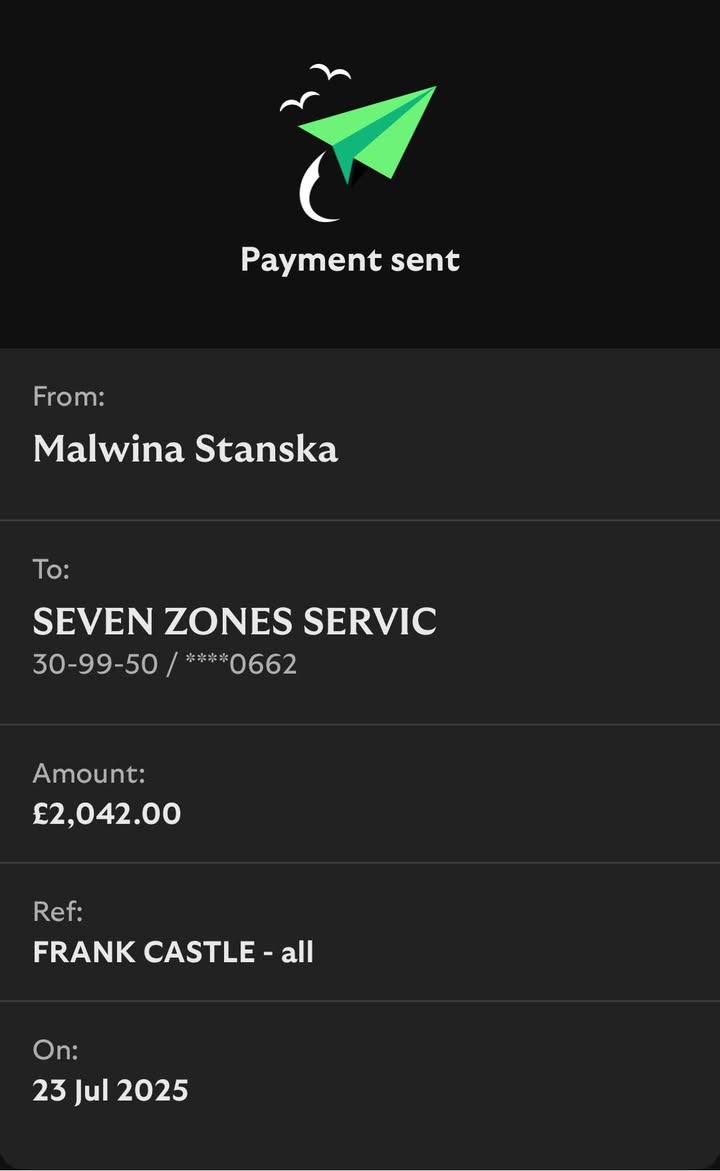 Payment sent
From:
Malwina Stanska
To:
SEVEN ZONES SERVIC
30-99-50 / ****0662
Amount:
£2,042.00
Ref:
FRANK CASTLE - all
On:
23 Jul 2025